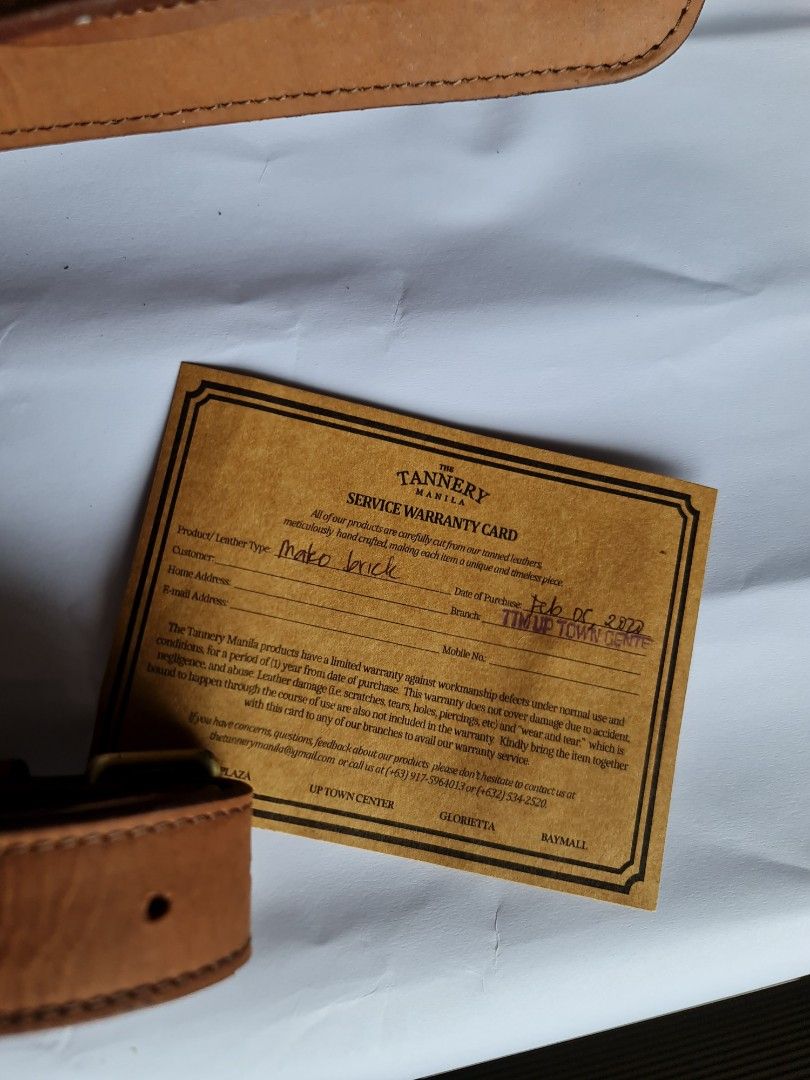 THE
TANNERY
MANILA
SERVICE WARRANTY CARD
All of our products are carefully cut from our tanned leathers,
meticulously hand crafted, making each item a unique and timeless piece.
Product/ Leather Type: Mako brick
Date of Purchase: Feb 05, 2022
Customer:
Branch: TTM UP TOWN CENTE
Home Address:
E-mail Address:
Mobile No.:
The Tannery Manila products have a limited warranty against workmanship defects under normal use and
conditions, for a period of (1) year from date of purchase. This warranty does not cover damage due to accident,
negligence, and abuse. Leather damage (i.e. scratches, tears, holes, piercings, etc) and "wear and tear" which is
bound to happen through the course of use are also not included in the warranty. Kindly bring the item together
with this card to any of our branches to avail our warranty service.
If you have concerns, questions, feedback about our products please don't hesitate to contact us at
thetannerymanila@gmail.com or call us at (+63) 917-5964013 or (+632) 534-2520.
PLAZA
UP TOWN CENTER
GLORIETTA
BAYMALL